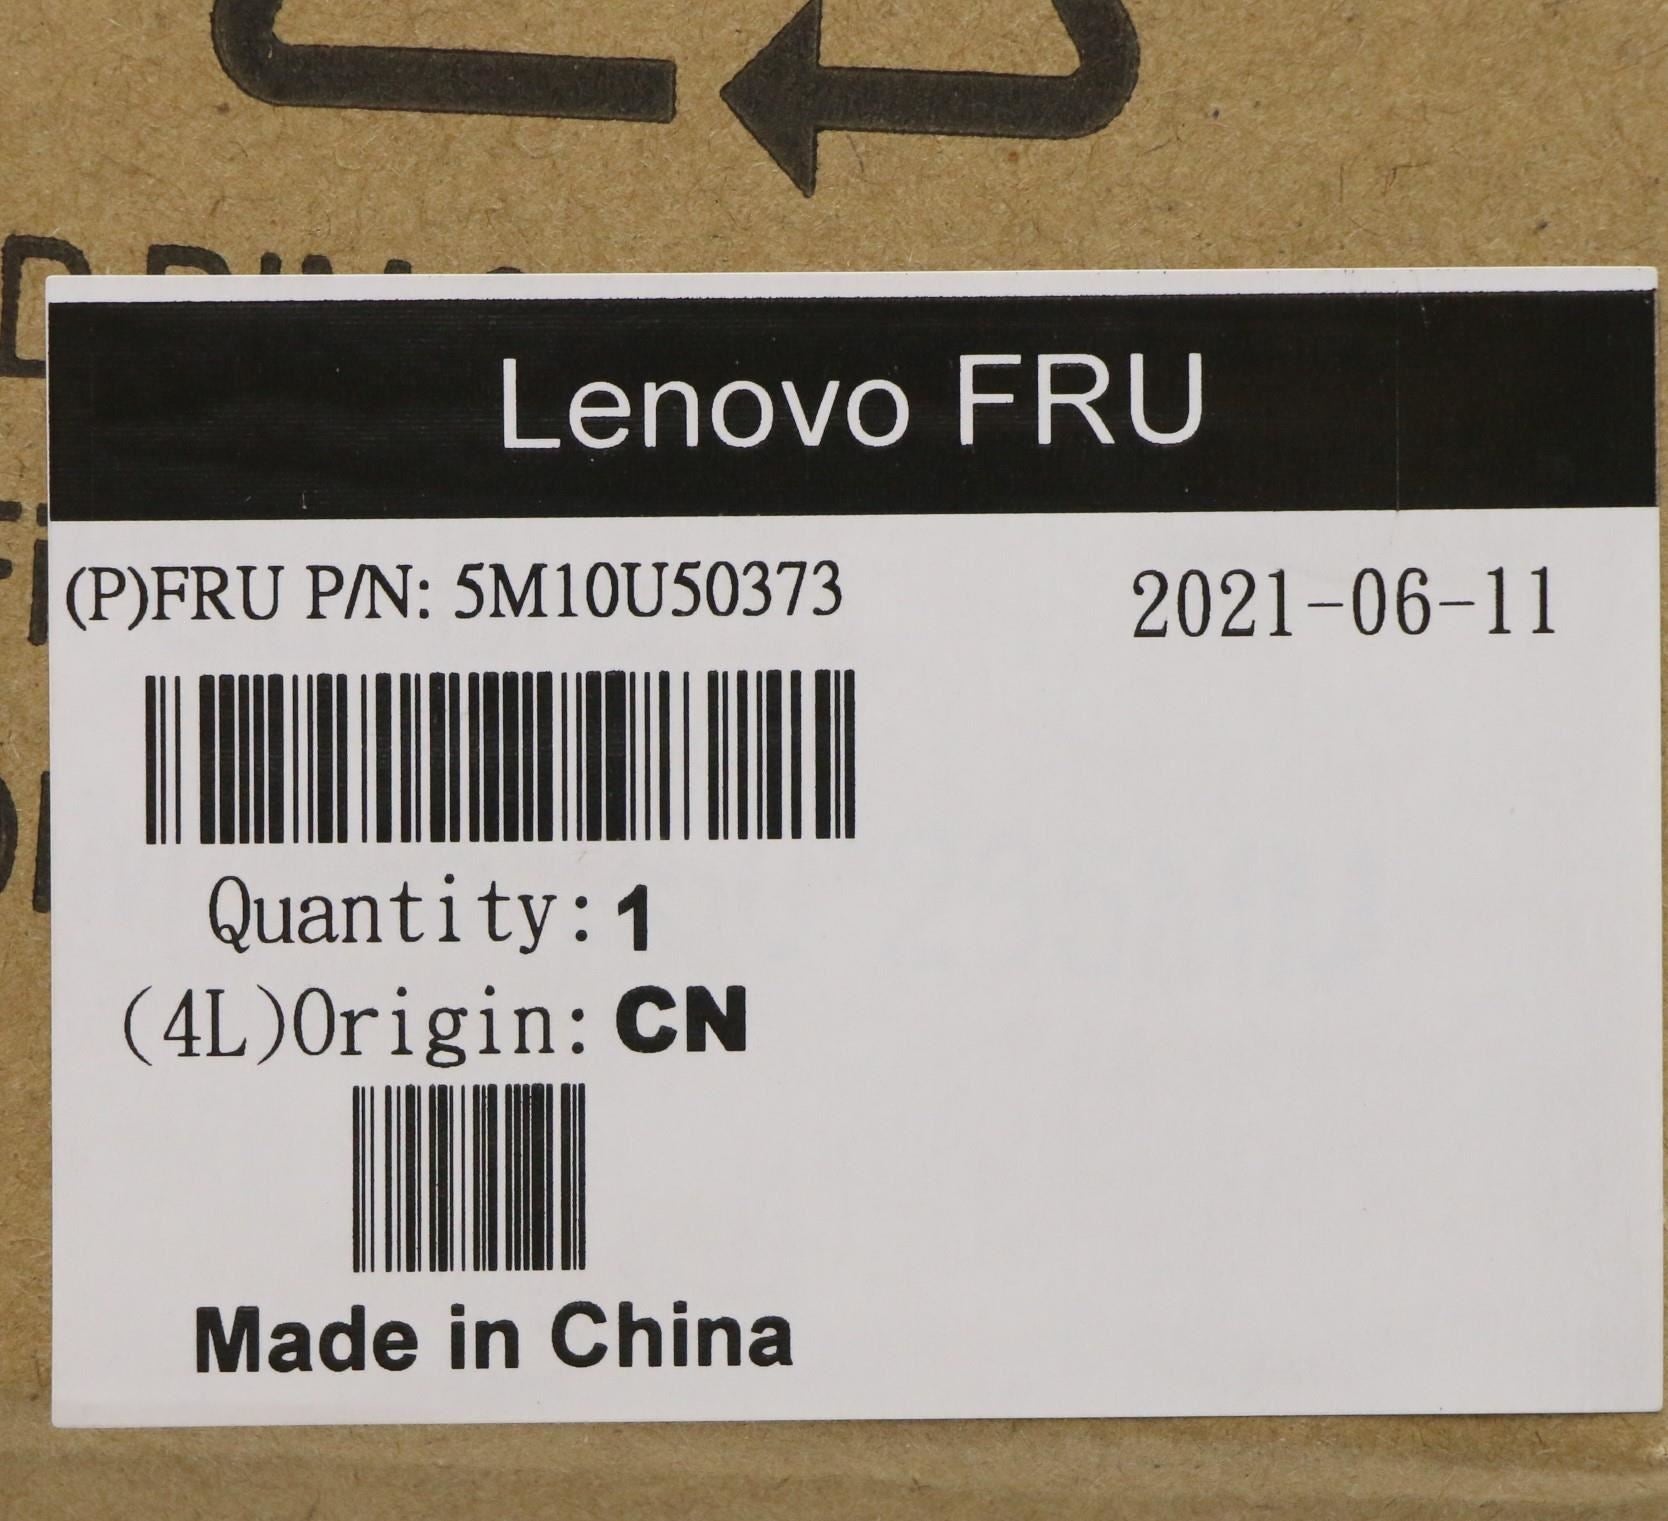 Lenovo FRU
(P)FRU P/N: 5M10U50373
2021-06-11
Quantity: 1
(4L)Origin: CN
Made in China